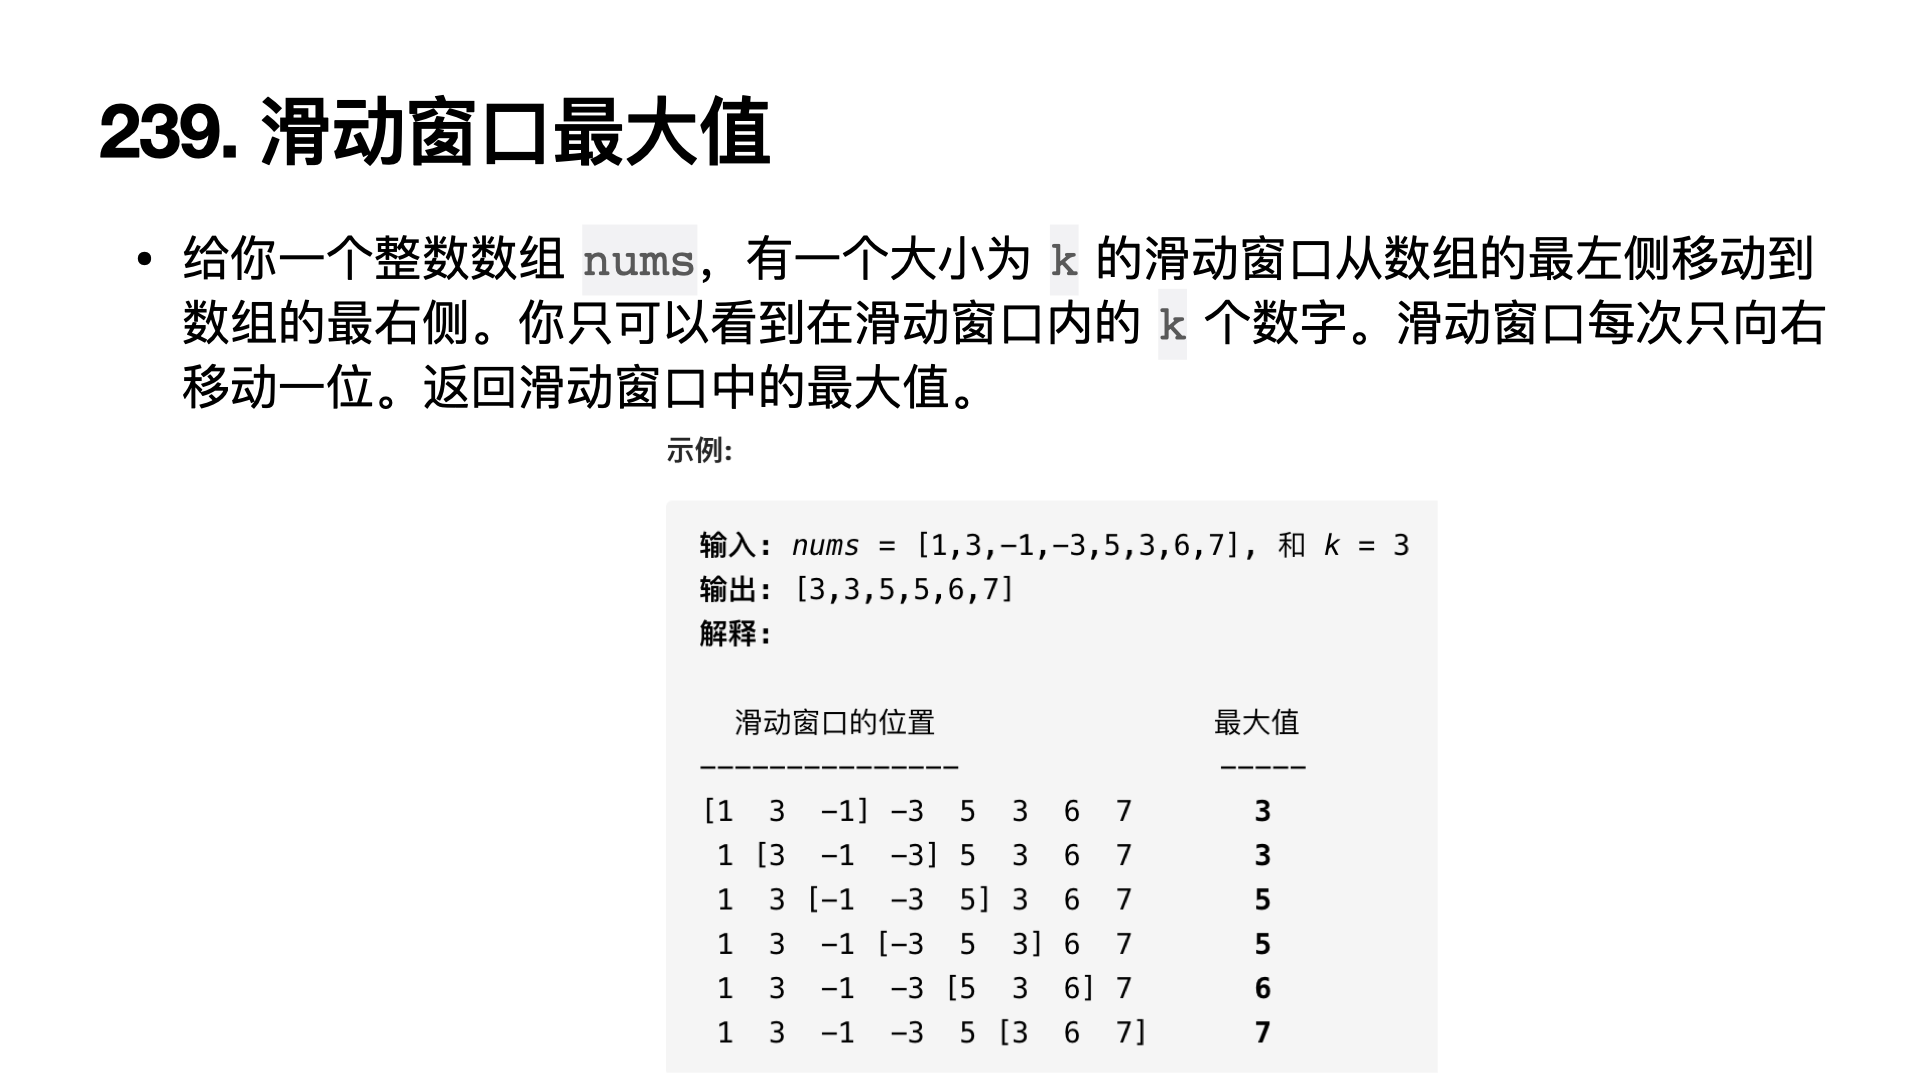 239. 滑动窗口最大值
• 给你一个整数数组 nums，有一个大小为 k 的滑动窗口从数组的最左侧移动到
数组的最右侧。你只可以看到在滑动窗口内的 k 个数字。滑动窗口每次只向右
移动一位。返回滑动窗口中的最大值。
示例:
输入: nums = [1,3,-1,-3,5,3,6,7], 和 k = 3
输出: [3,3,5,5,6,7]
解释:
滑动窗口的位置 最大值
--------------- -----
[1 3 -1] -3 5 3 6 7 3
1 [3 -1 -3] 5 3 6 7 3
1 3 [-1 -3 5] 3 6 7 5
1 3 -1 [-3 5 3] 6 7 5
1 3 -1 -3 [5 3 6] 7 6
1 3 -1 -3 5 [3 6 7] 7